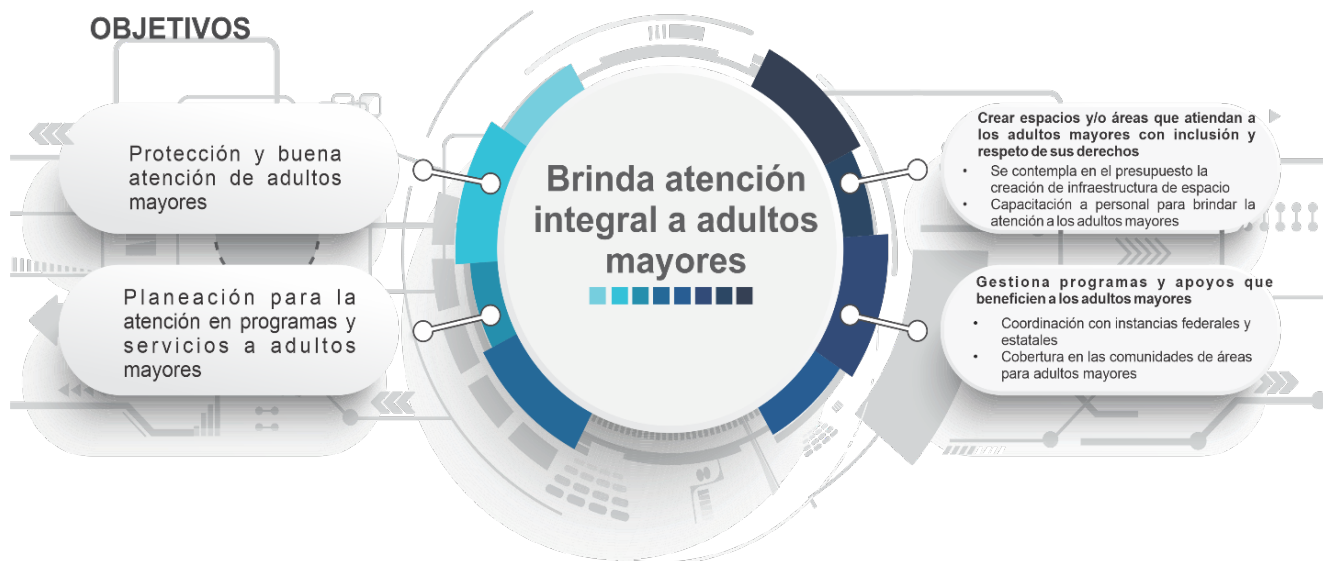 OBJETIVOS
Protección y buena
atención de adultos
mayores
Planeación para la
atención en programas y
servicios a adultos
mayores
Brinda atención
integral a adultos
mayores
Crear espacios y/o áreas que atiendan a
los adultos mayores con inclusión y
respeto de sus derechos
• Se contempla en el presupuesto la
creación de infraestructura de espacio
• Capacitación a personal para brindar la
atención a los adultos mayores
Gestiona programas y apoyos que
beneficien a los adultos mayores
• Coordinación con instancias federales y
estatales
• Cobertura en las comunidades de áreas
para adultos mayores